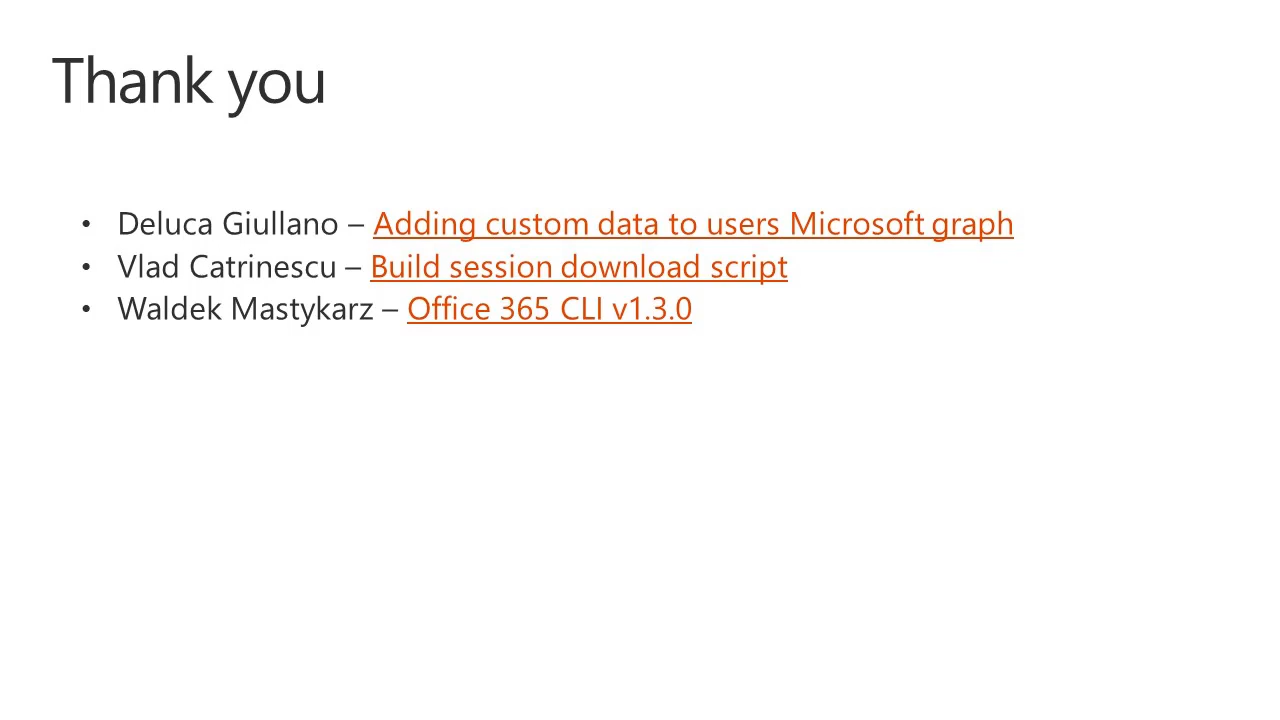 Thank you
• Deluca Giullano – Adding custom data to users Microsoft graph
• Vlad Catrinescu – Build session download script
• Waldek Mastykarz – Office 365 CLI v1.3.0